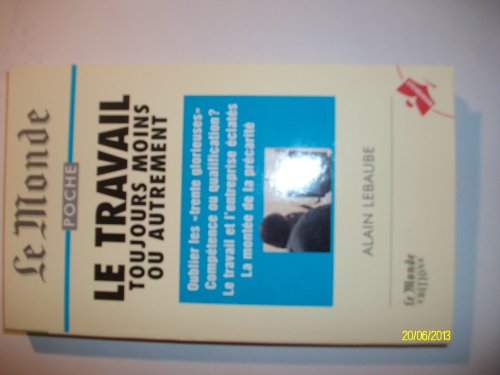 Le Monde
POCHE
LE TRAVAIL
TOUJOURS MOINS
OU AUTREMENT
Oublier les «trente glorieuses»
Compétence ou qualification?
Le travail et l'entreprise éclatés
La montée de la précarité
ALAIN LEBAUBE
Le Monde
EDITIONS
20/06/2013